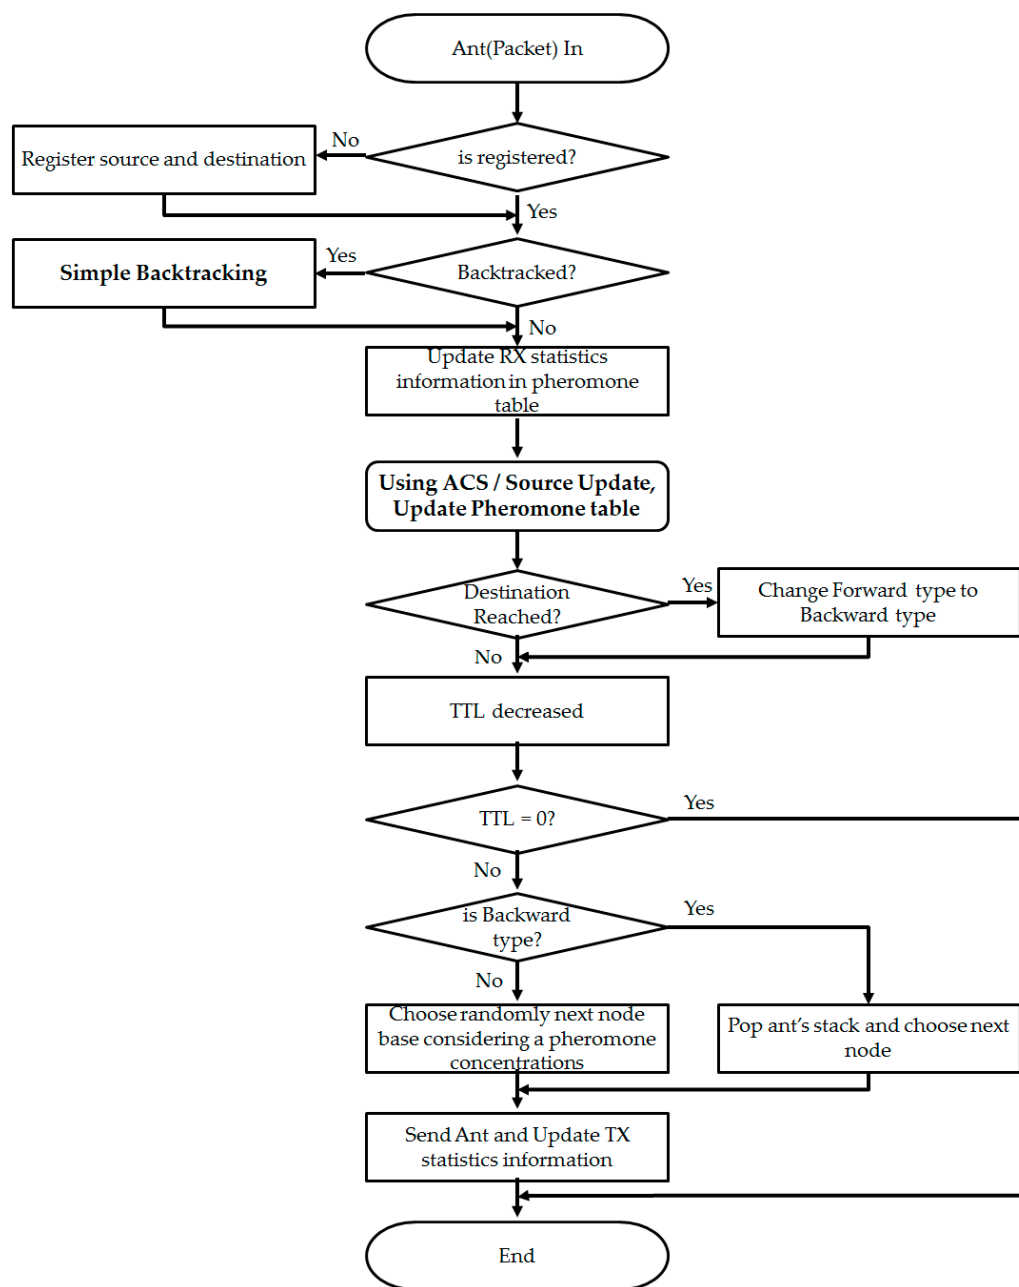 Ant(Packet) In
No
Register source and destination
is registered?
Yes
Yes
Simple Backtracking
Backtracked?
No
Update RX statistics
information in pheromone
table
Using ACS / Source Update,
Update Pheromone table
Destination
Reached?
Yes
Change Forward type to
Backward type
No
TTL decreased
TTL = 0?
Yes
No
is Backward
type?
Yes
No
Choose randomly next node
base considering a pheromone
concentrations
Pop ant's stack and choose next
node
Send Ant and Update TX
statistics information
End